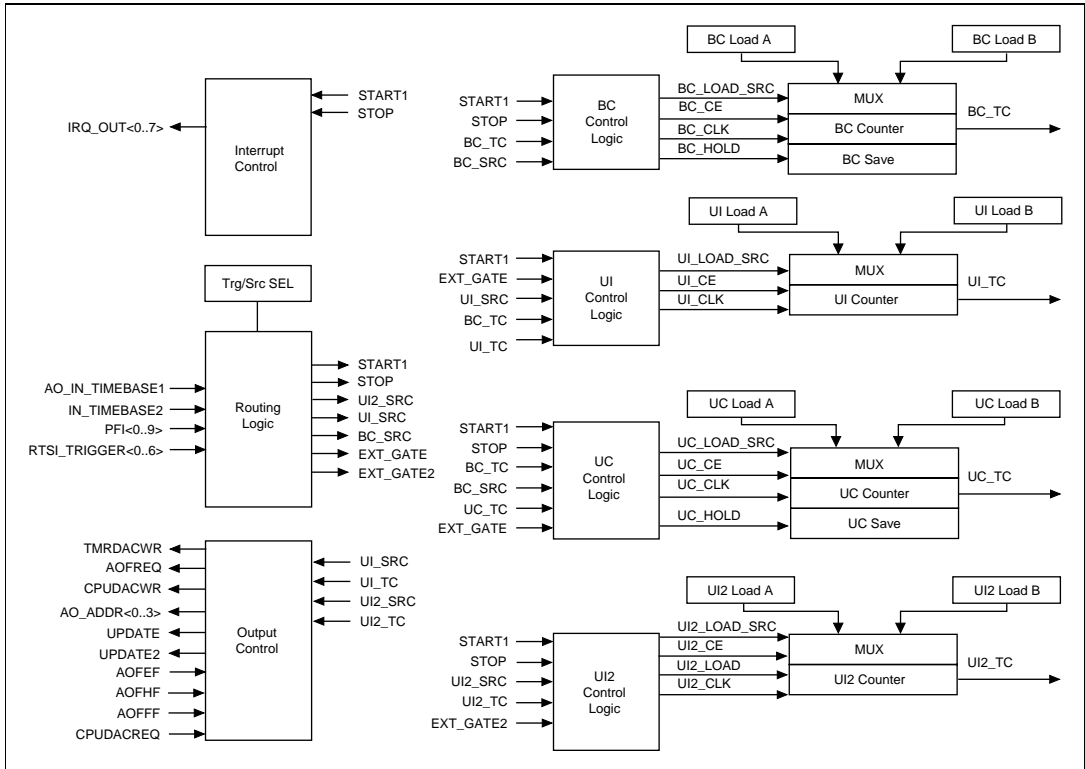 START1
STOP
IRQ_OUT<0..7>
Interrupt
Control
Trg/Src SEL
AO_IN_TIMEBASE1
IN_TIMEBASE2
PFI<0..9>
RTSI_TRIGGER<0..6>
Routing
Logic
START1
STOP
UI2_SRC
UI_SRC
BC_SRC
EXT_GATE
EXT_GATE2
TMRDACWR
AOFREQ
CPUDACWR
AO_ADDR<0..3>
UPDATE
UPDATE2
AOFEF
AOFHF
AOFFF
CPUDACREQ
Output
Control
UI_SRC
UI_TC
UI2_SRC
UI2_TC
BC Load A
BC Load B
START1
STOP
BC_TC
BC_SRC
BC
Control
Logic
BC_LOAD_SRC
BC_CE
BC_CLK
BC_HOLD
MUX
BC Counter
BC Save
BC_TC
UI Load A
UI Load B
START1
EXT_GATE
UI_SRC
BC_TC
UI_TC
UI
Control
Logic
UI_LOAD_SRC
UI_CE
UI_CLK
MUX
UI Counter
UI_TC
UC Load A
UC Load B
START1
STOP
BC_TC
BC_SRC
UC_TC
EXT_GATE
UC
Control
Logic
UC_LOAD_SRC
UC_CE
UC_CLK
UC_HOLD
MUX
UC Counter
UC Save
UC_TC
UI2 Load A
UI2 Load B
START1
STOP
UI2_SRC
UI2_TC
EXT_GATE2
UI2
Control
Logic
UI2_LOAD_SRC
UI2_CE
UI2_LOAD
UI2_CLK
MUX
UI2 Counter
UI2_TC